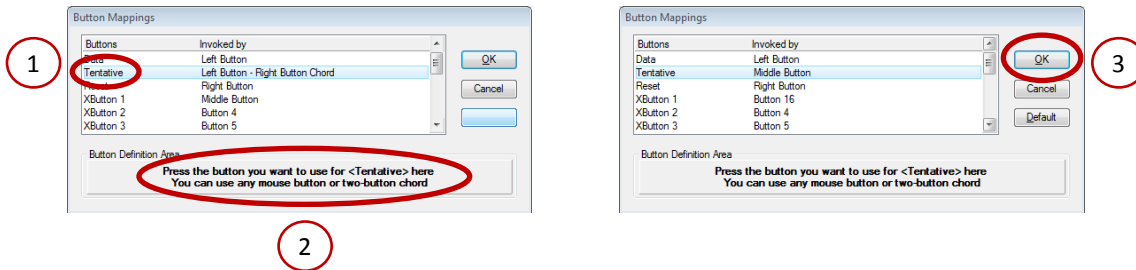 Button Mappings
Buttons Invoked by
Data Left Button
Tentative Left Button - Right Button Chord
Reset Right Button
XButton 1 Middle Button
XButton 2 Button 4
XButton 3 Button 5
OK
Cancel
Button Definition Area
Press the button you want to use for <Tentative> here
You can use any mouse button or two-button chord
1
2
Button Mappings
Buttons Invoked by
Data Left Button
Tentative Middle Button
Reset Right Button
XButton 1 Button 16
XButton 2 Button 4
XButton 3 Button 5
OK
Cancel
Default
Button Definition Area
Press the button you want to use for <Tentative> here
You can use any mouse button or two-button chord
3